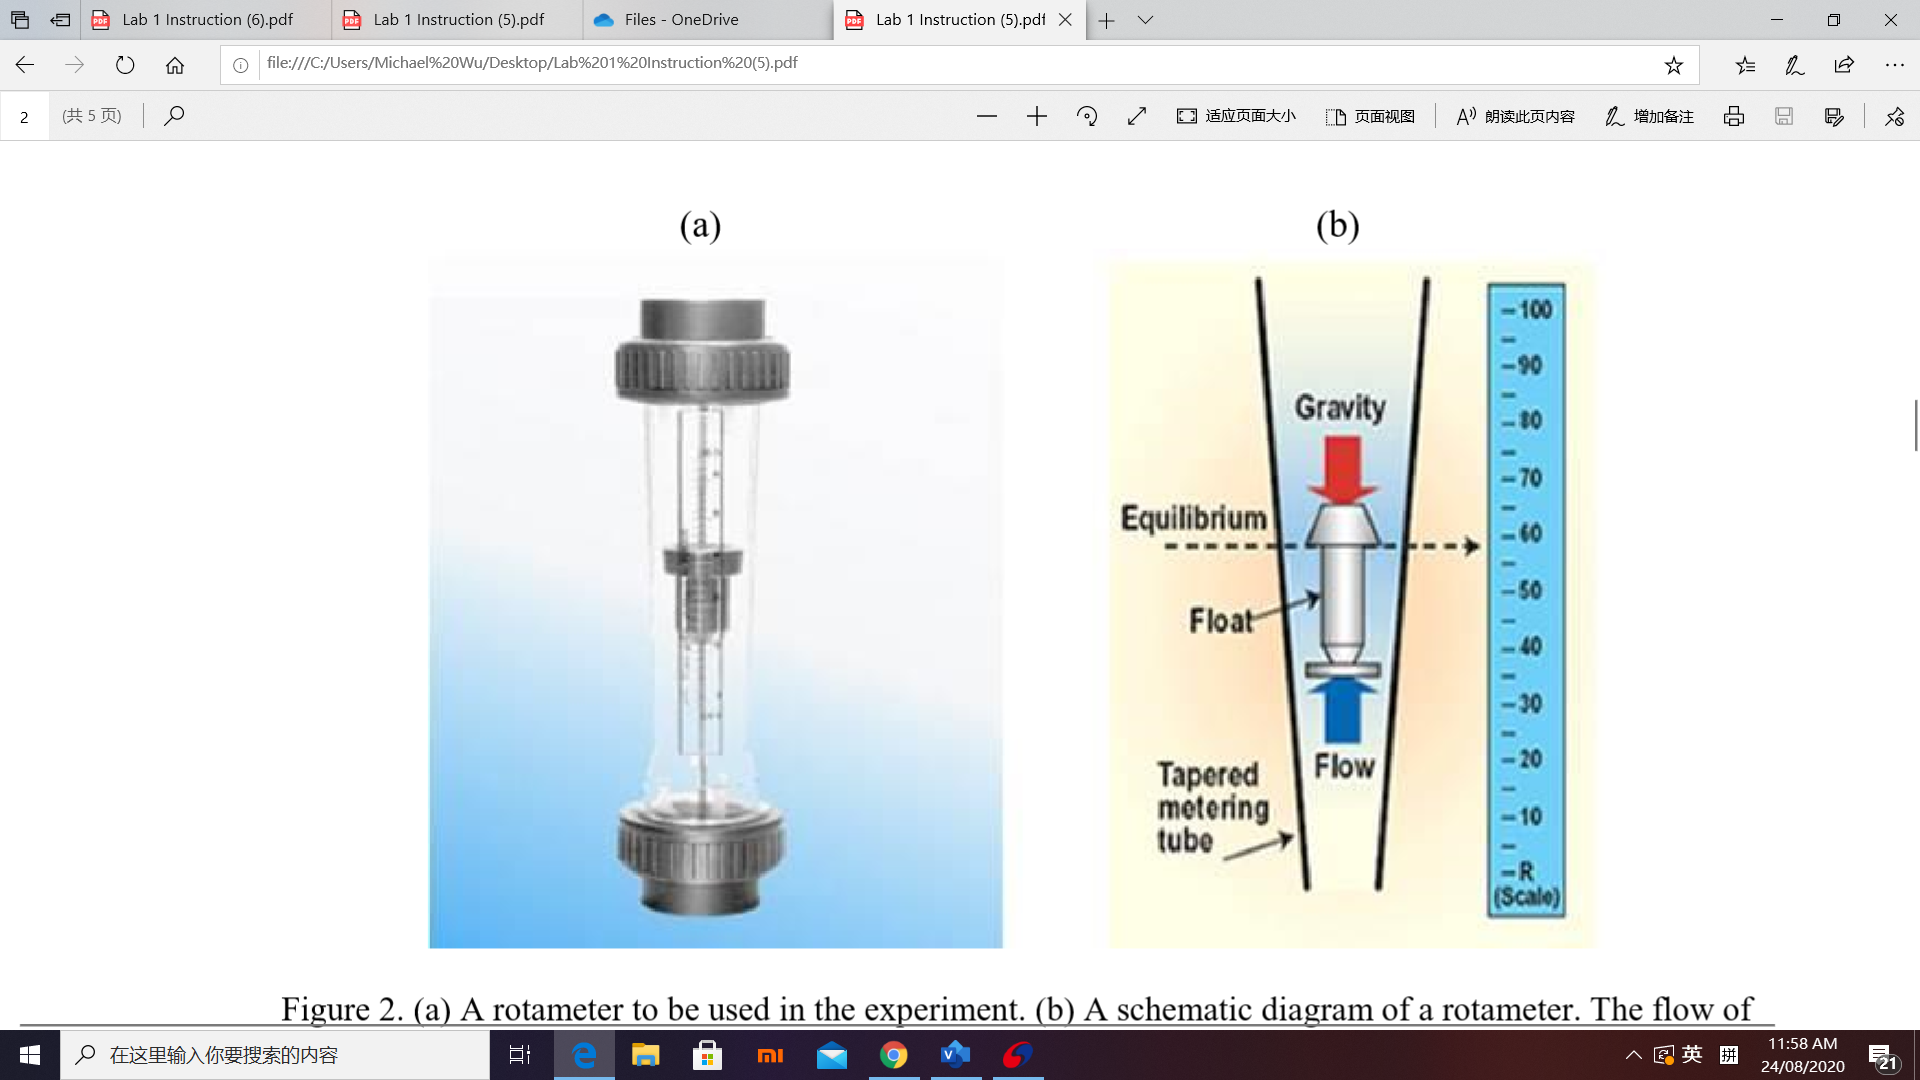 Lab 1 Instruction (6).pdf
Lab 1 Instruction (5).pdf
Files - OneDrive
Lab 1 Instruction (5).pdf
file:///C:/Users/Michael%20Wu/Desktop/Lab%201%20Instruction%20(5).pdf
2 (共 5 页)
适应页面大小
页面视图
朗读此页内容
增加备注
(a)
(b)
100
90
Gravity
80
70
Equilibrium
60
50
Float
40
30
Flow
20
Tapered
metering
tube
10
R
(Scale)
Figure 2. (a) A rotameter to be used in the experiment. (b) A schematic diagram of a rotameter. The flow of
在这里输入你要搜索的内容
英
拼
11:58 AM
24/08/2020
21